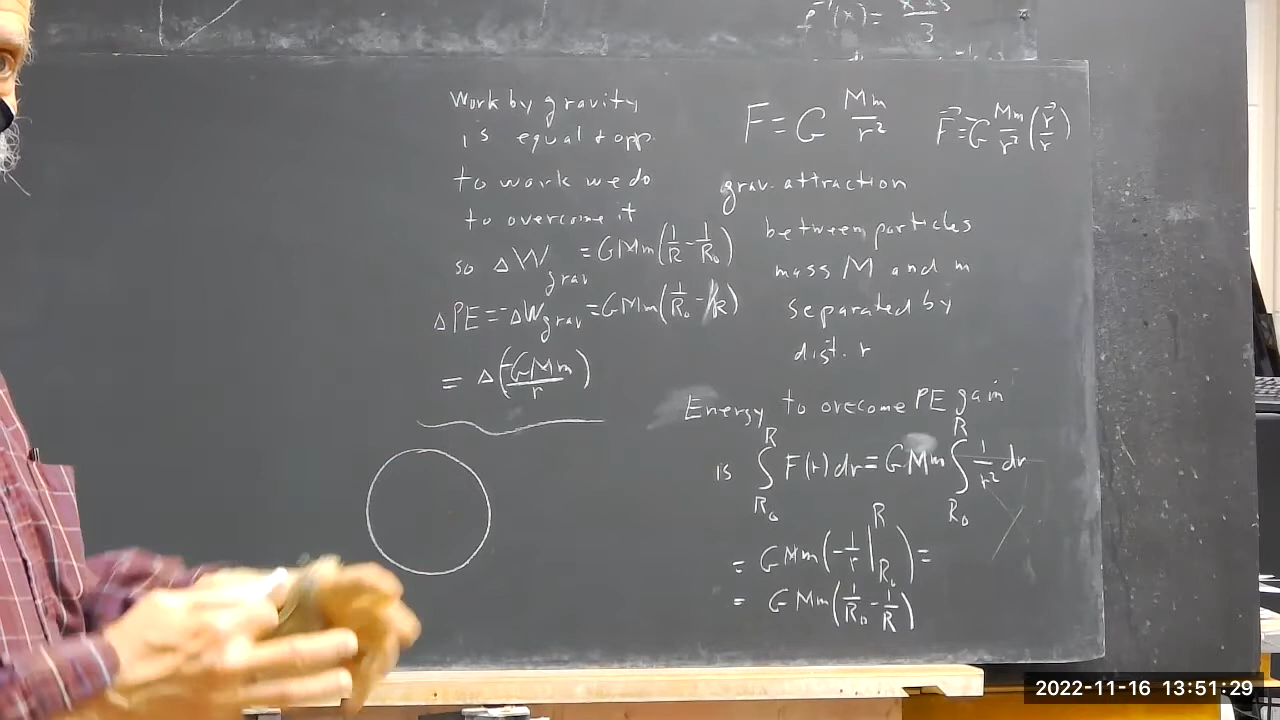 Work by gravity
is equal + opp.
to work we do
to overcome it
so ΔW_grav = GMm(1/R - 1/R₀)
ΔPE = -ΔW_grav = GMm(1/R₀ - 1/R)
= Δ(-GMm/r)
F = G Mm/r²
F⃗ = -G Mm/r² (r⃗/r)
grav. attraction
between particles
mass M and m
separated by
dist. r
Energy to overcome PE gain
is ∫_{R₀}^{R} F(r) dr = GMm ∫_{R₀}^{R} 1/r² dr
= GMm(-1/r |_{R₀}^{R}) =
= GMm(1/R₀ - 1/R)
2022-11-16 13:51:29